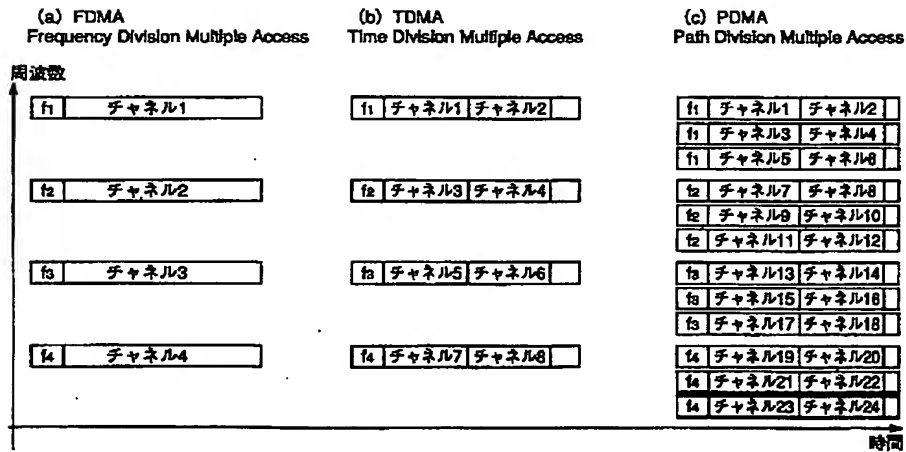 (a) FDMA
Frequency Division Multiple Access
(b) TDMA
Time Division Multiple Access
(c) PDMA
Path Division Multiple Access
周波数
f1 チャネル1
f2 チャネル2
f3 チャネル3
f4 チャネル4
f1 チャネル1 チャネル2
f2 チャネル3 チャネル4
f3 チャネル5 チャネル6
f4 チャネル7 チャネル8
f1 チャネル1 チャネル2
f1 チャネル3 チャネル4
f1 チャネル5 チャネル6
f2 チャネル7 チャネル8
f2 チャネル9 チャネル10
f2 チャネル11 チャネル12
f3 チャネル13 チャネル14
f3 チャネル15 チャネル16
f3 チャネル17 チャネル18
f4 チャネル19 チャネル20
f4 チャネル21 チャネル22
f4 チャネル23 チャネル24
時間